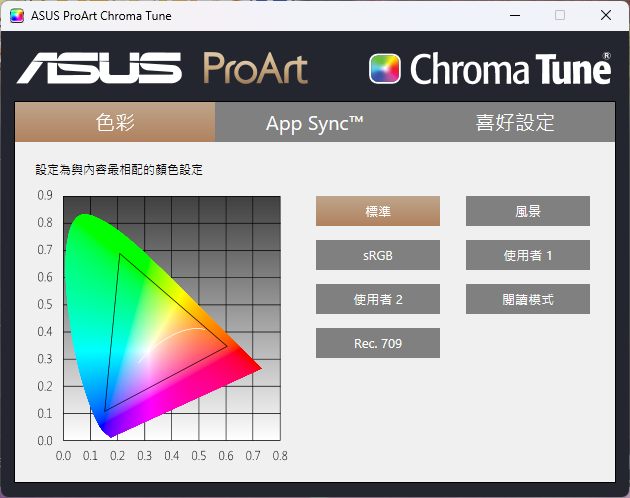 ASUS ProArt Chroma Tune
ASUS ProArt Chroma Tune®
色彩 App Sync™ 喜好設定
設定為與內容最相配的顏色設定
0.9
0.8
0.7
0.6
0.5
0.4
0.3
0.2
0.1
0.0
0.0 0.1 0.2 0.3 0.4 0.5 0.6 0.7 0.8
標準 風景
sRGB 使用者 1
使用者 2 閱讀模式
Rec. 709